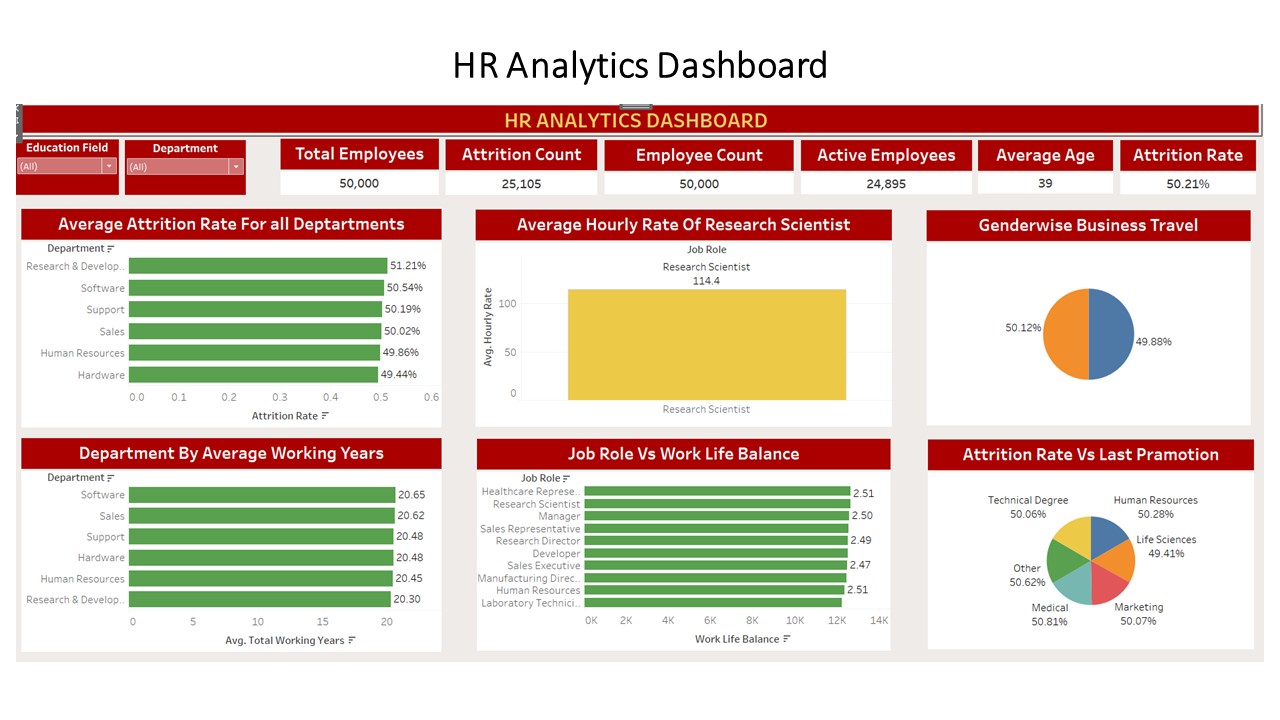 HR Analytics Dashboard
HR ANALYTICS DASHBOARD
Education Field
(All)
Department
(All)
Total Employees
50,000
Attrition Count
25,105
Employee Count
50,000
Active Employees
24,895
Average Age
39
Attrition Rate
50.21%
Average Attrition Rate For all Deptartments
Department
Research & Develop.. 51.21%
Software 50.54%
Support 50.19%
Sales 50.02%
Human Resources 49.86%
Hardware 49.44%
0.0 0.1 0.2 0.3 0.4 0.5 0.6
Attrition Rate
Average Hourly Rate Of Research Scientist
Job Role
Research Scientist
114.4
Avg. Hourly Rate
100
50
0
Research Scientist
Genderwise Business Travel
50.12%
49.88%
Department By Average Working Years
Department
Software 20.65
Sales 20.62
Support 20.48
Hardware 20.48
Human Resources 20.45
Research & Develop.. 20.30
0 5 10 15 20
Avg. Total Working Years
Job Role Vs Work Life Balance
Job Role
Healthcare Represe.. 2.51
Research Scientist
Manager 2.50
Sales Representative
Research Director 2.49
Developer
Sales Executive 2.47
Manufacturing Direc..
Human Resources 2.51
Laboratory Technici..
0K 2K 4K 6K 8K 10K 12K 14K
Work Life Balance
Attrition Rate Vs Last Pramotion
Technical Degree
50.06%
Human Resources
50.28%
Life Sciences
49.41%
Other
50.62%
Medical
50.81%
Marketing
50.07%